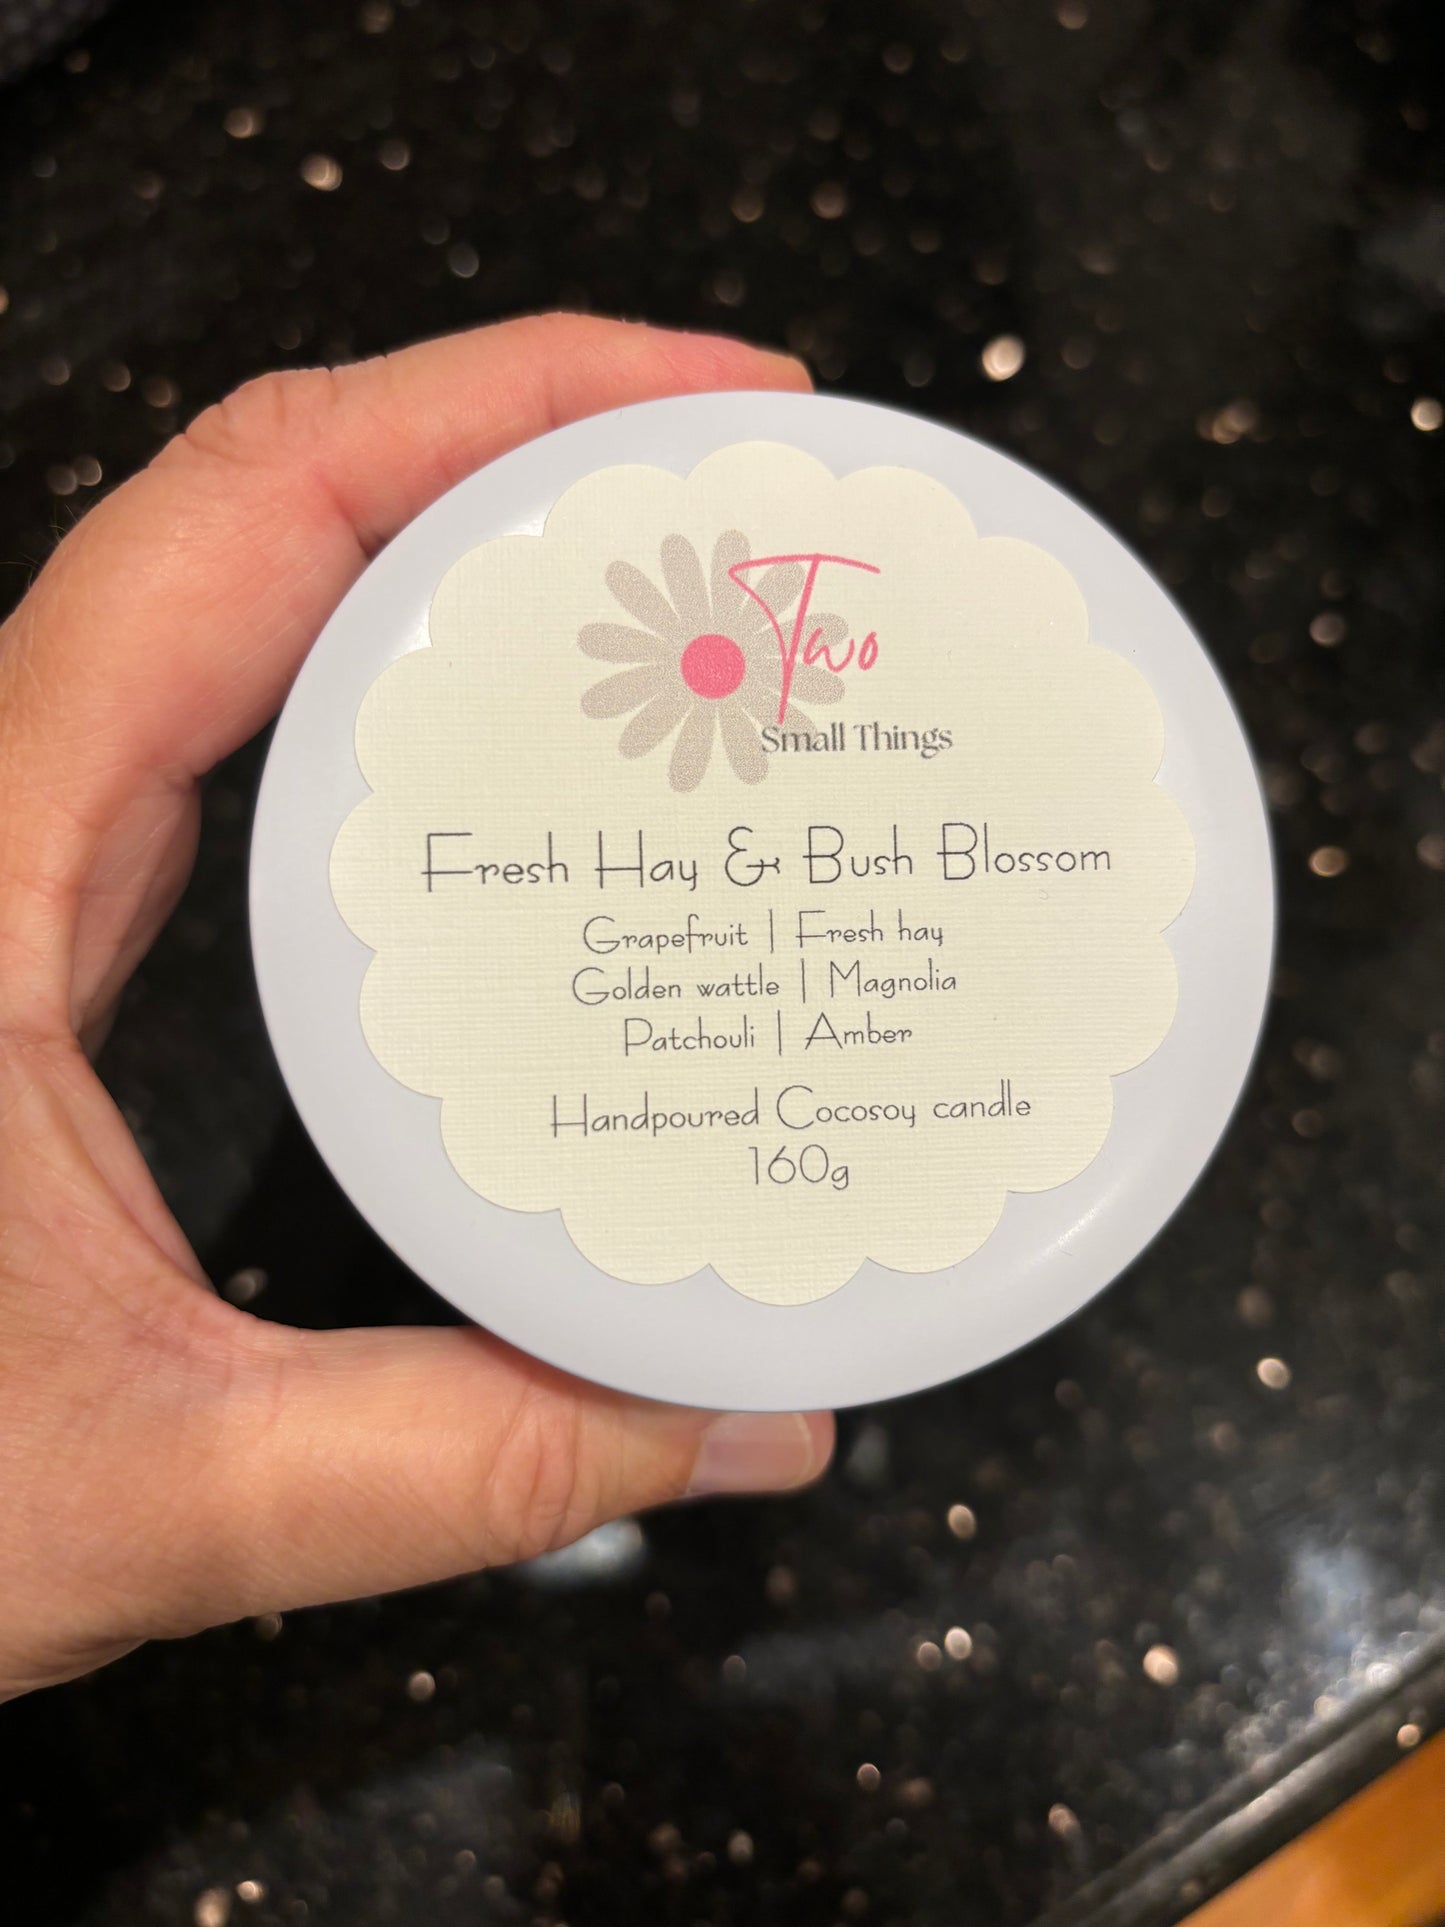 Two
Small Things
Fresh Hay & Bush Blossom
Grapefruit | Fresh hay
Golden wattle | Magnolia
Patchouli | Amber
Handpoured Cocosoy candle
160g